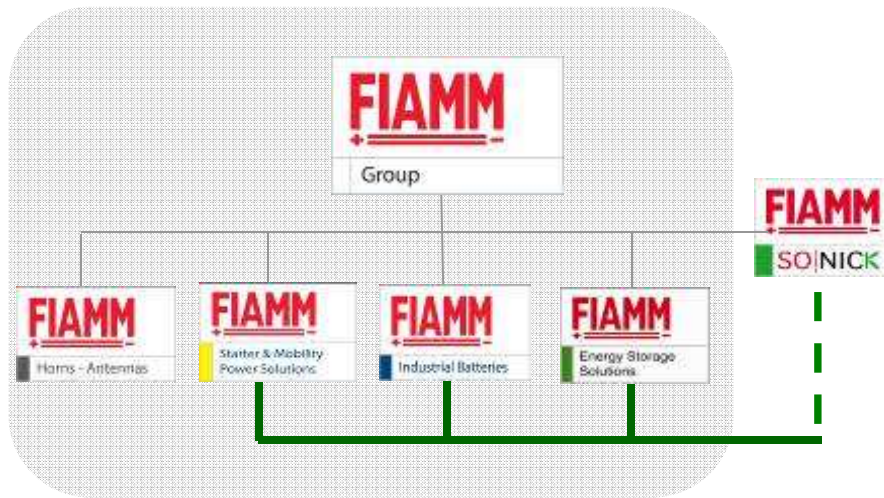 FIAMM
Group
FIAMM
SO|NICK
FIAMM
Horns - Antennas
FIAMM
Starter & Mobility
Power Solutions
FIAMM
Industrial Batteries
FIAMM
Energy Storage
Solutions